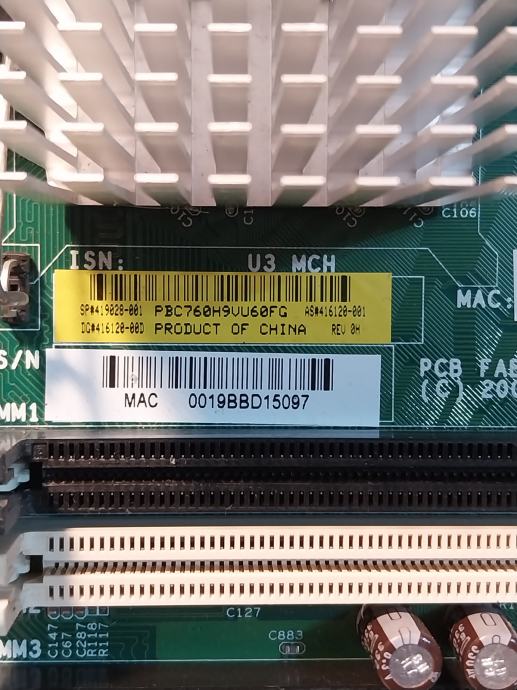 C106
ISN: U3 MCH
SP#419028-001 PBC760H9VU60FG AS#416120-001
DG#416120-00D PRODUCT OF CHINA REV 0H
MAC:
S/N
MAC 0019BBD15097
PCB FAB
(C) 200
MM1
C127
C147
C67
C287
R118
R117
C883
MM3